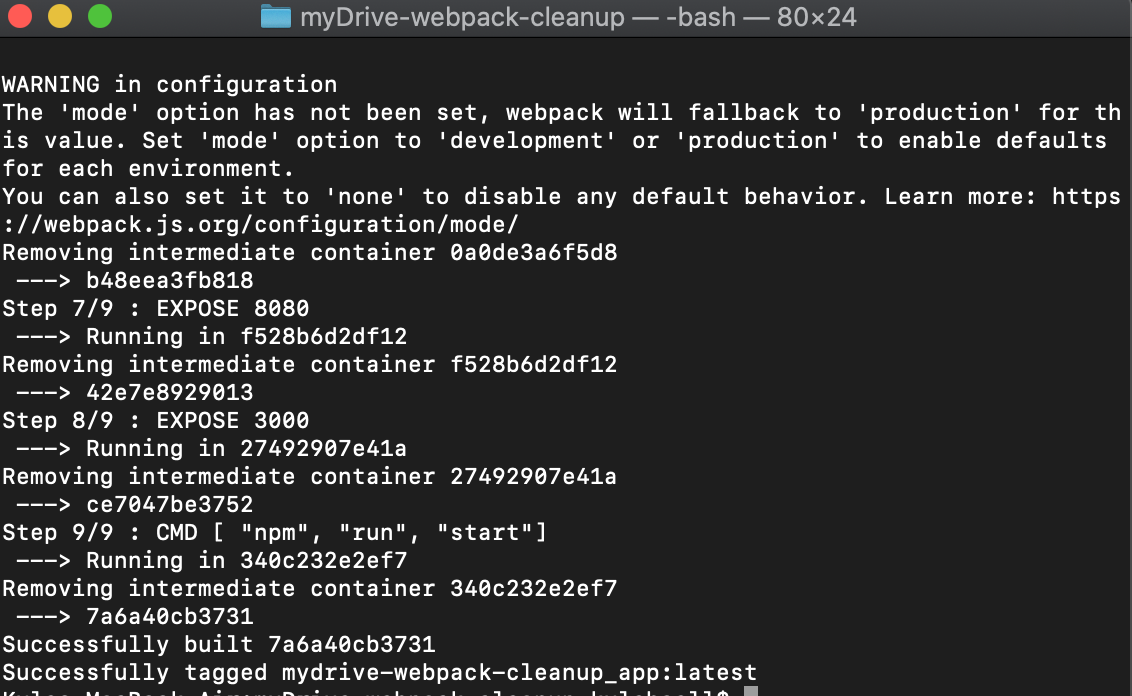 myDrive-webpack-cleanup — -bash — 80×24
WARNING in configuration
The 'mode' option has not been set, webpack will fallback to 'production' for th
is value. Set 'mode' option to 'development' or 'production' to enable defaults
for each environment.
You can also set it to 'none' to disable any default behavior. Learn more: https
://webpack.js.org/configuration/mode/
Removing intermediate container 0a0de3a6f5d8
 ---> b48eea3fb818
Step 7/9 : EXPOSE 8080
 ---> Running in f528b6d2df12
Removing intermediate container f528b6d2df12
 ---> 42e7e8929013
Step 8/9 : EXPOSE 3000
 ---> Running in 27492907e41a
Removing intermediate container 27492907e41a
 ---> ce7047be3752
Step 9/9 : CMD [ "npm", "run", "start"]
 ---> Running in 340c232e2ef7
Removing intermediate container 340c232e2ef7
 ---> 7a6a40cb3731
Successfully built 7a6a40cb3731
Successfully tagged mydrive-webpack-cleanup_app:latest